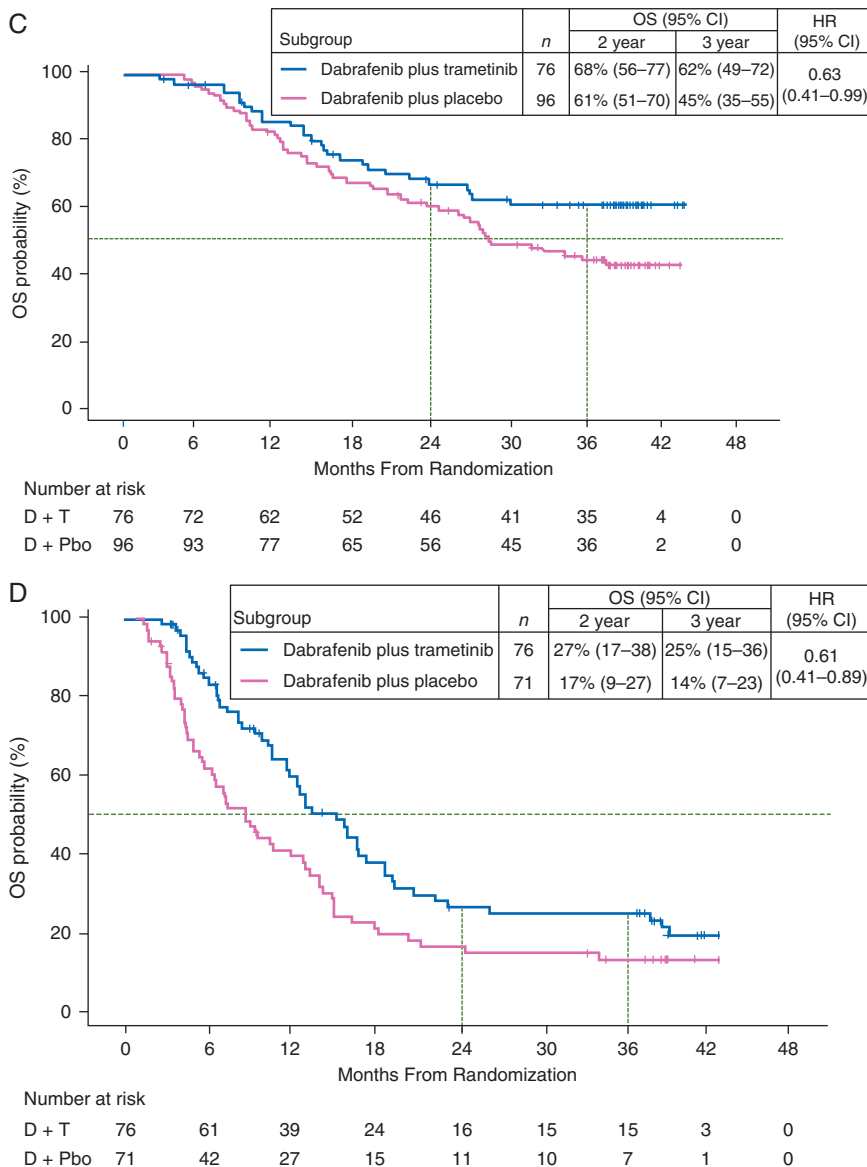 C
OS (95% CI) HR
Subgroup n 2 year 3 year (95% CI)
Dabrafenib plus trametinib 76 68% (56–77) 62% (49–72) 0.63
Dabrafenib plus placebo 96 61% (51–70) 45% (35–55) (0.41–0.99)
OS probability (%)
100
80
60
40
20
0
0 6 12 18 24 30 36 42 48
Months From Randomization
Number at risk
D + T 76 72 62 52 46 41 35 4 0
D + Pbo 96 93 77 65 56 45 36 2 0
D
OS (95% CI) HR
Subgroup n 2 year 3 year (95% CI)
Dabrafenib plus trametinib 76 27% (17–38) 25% (15–36) 0.61
Dabrafenib plus placebo 71 17% (9–27) 14% (7–23) (0.41–0.89)
OS probability (%)
100
80
60
40
20
0
0 6 12 18 24 30 36 42 48
Months From Randomization
Number at risk
D + T 76 61 39 24 16 15 15 3 0
D + Pbo 71 42 27 15 11 10 7 1 0